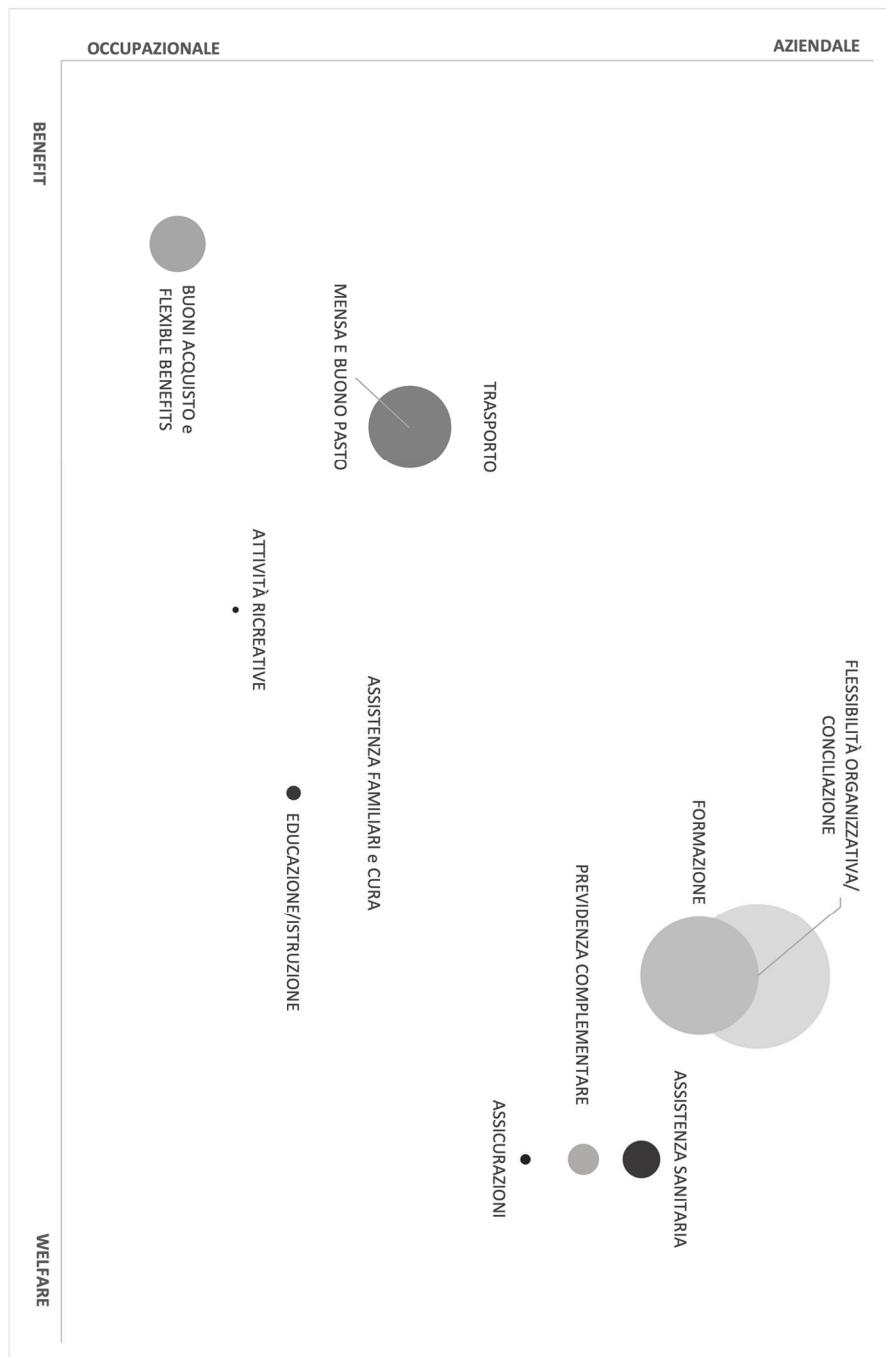 AZIENDALE
OCCUPAZIONALE
BENEFIT
WELFARE
FLESSIBILITÀ ORGANIZZATIVA/
CONCILIAZIONE
FORMAZIONE
ASSISTENZA SANITARIA
PREVIDENZA COMPLEMENTARE
ASSICURAZIONI
TRASPORTO
MENSA E BUONO PASTO
ASSISTENZA FAMILIARI e CURA
EDUCAZIONE/ISTRUZIONE
ATTIVITÀ RICREATIVE
BUONI ACQUISTO e
FLEXIBLE BENEFITS